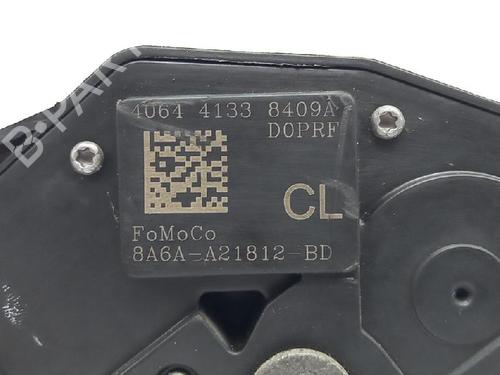 B-PARTS
4064 4133 8409A
D0PRF
CL
FoMoCo
8A6A-A21812-BD